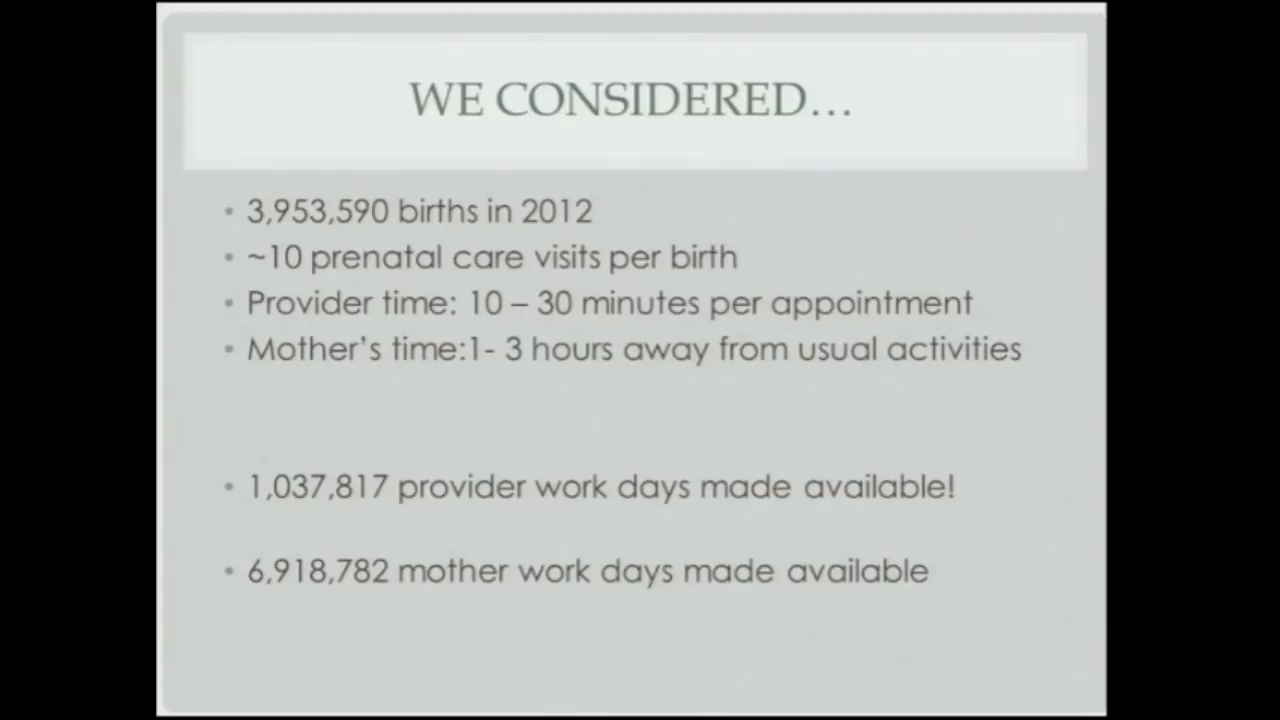 WE CONSIDERED…
• 3,953,590 births in 2012
• ~10 prenatal care visits per birth
• Provider time: 10 – 30 minutes per appointment
• Mother's time:1- 3 hours away from usual activities
• 1,037,817 provider work days made available!
• 6,918,782 mother work days made available